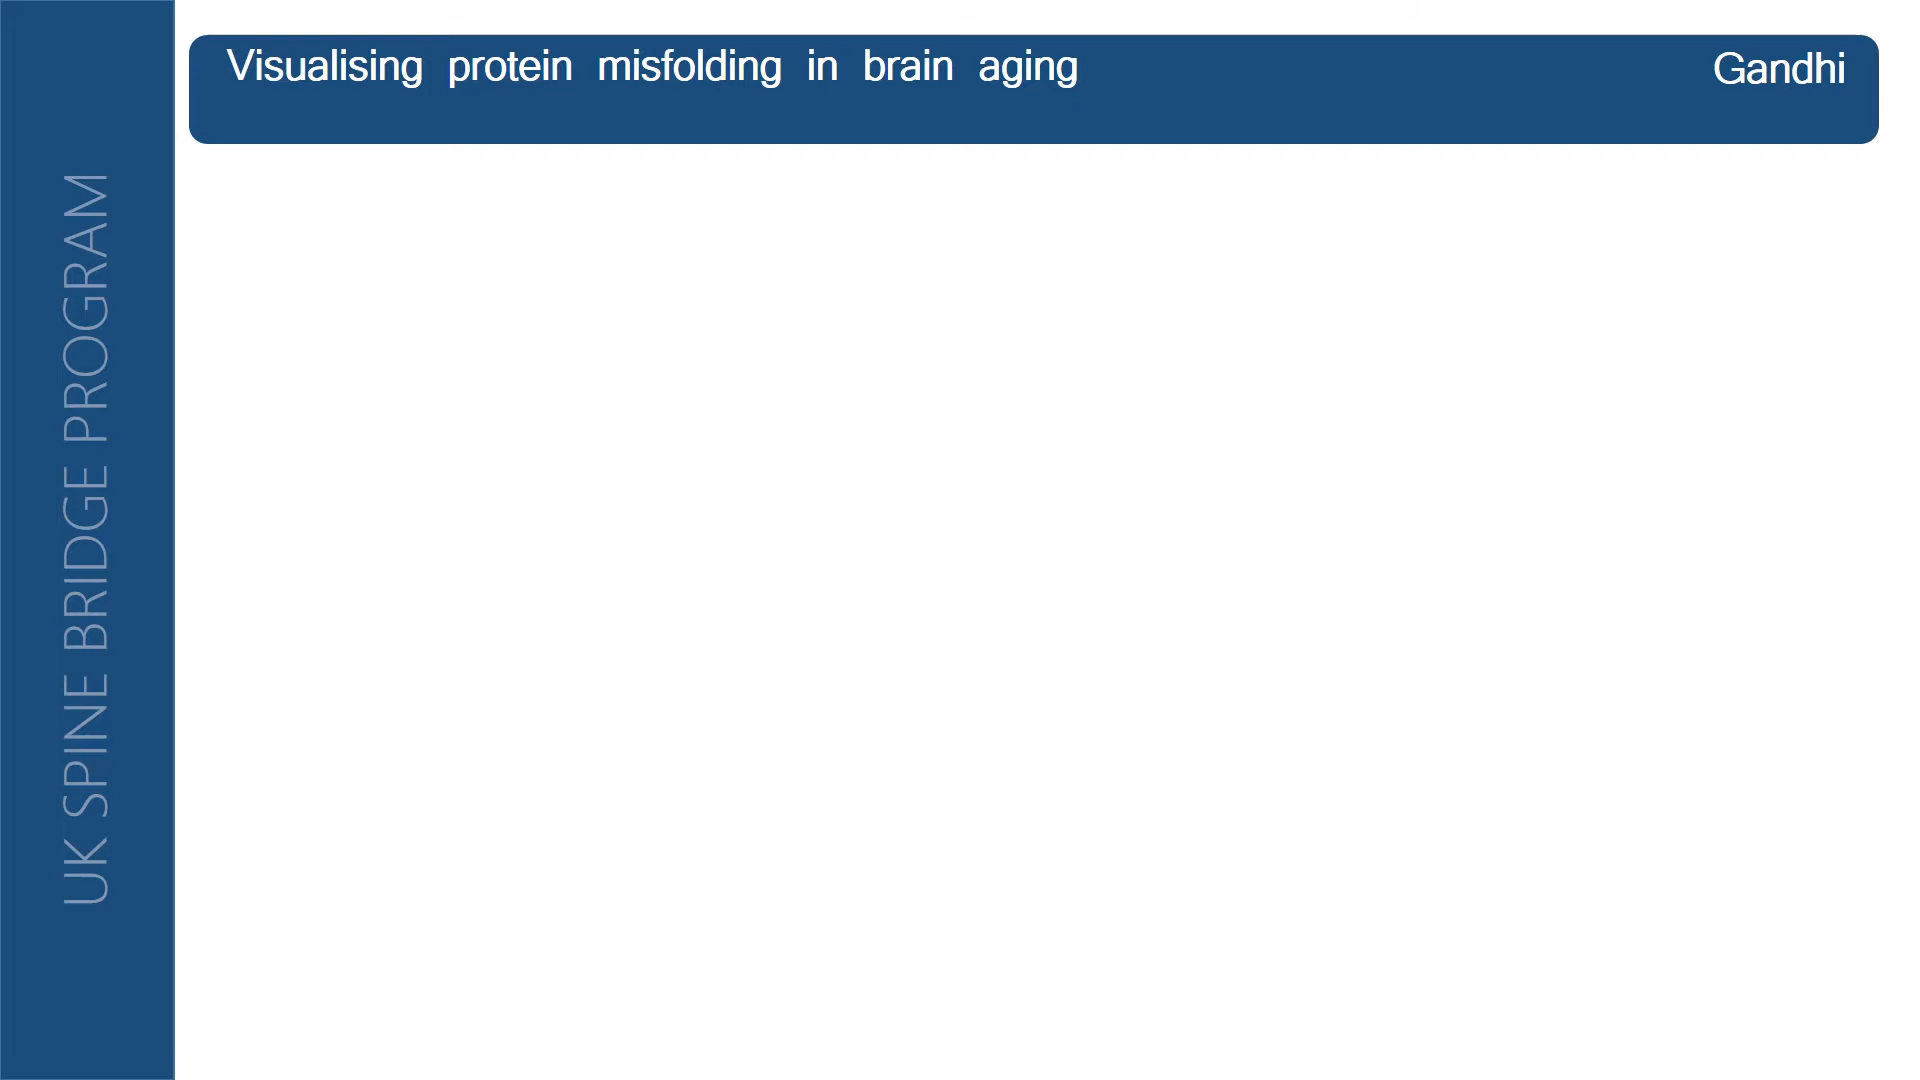 Visualising protein misfolding in brain aging
Gandhi
UK SPINE BRIDGE PROGRAM